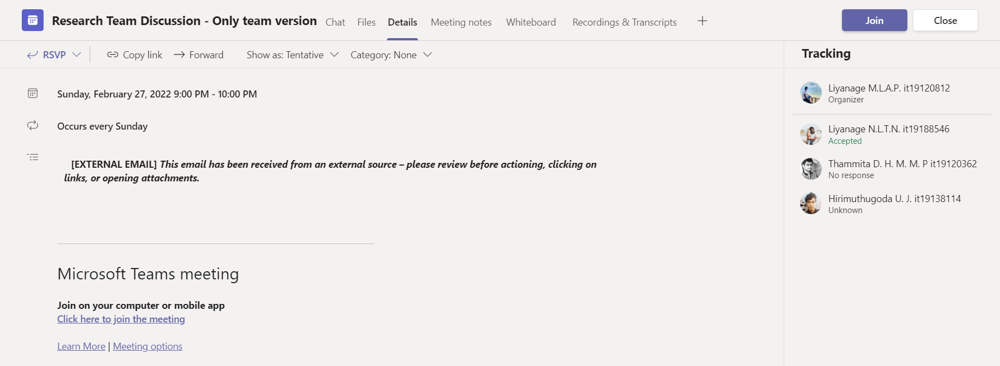 Research Team Discussion - Only team version Chat Files Details Meeting notes Whiteboard Recordings & Transcripts + Join Close
RSVP Copy link Forward Show as: Tentative Category: None
Sunday, February 27, 2022 9:00 PM - 10:00 PM
Occurs every Sunday
[EXTERNAL EMAIL] This email has been received from an external source – please review before actioning, clicking on
links, or opening attachments.
Microsoft Teams meeting
Join on your computer or mobile app
Click here to join the meeting
Learn More | Meeting options
Tracking
Liyanage M.L.A.P. it19120812
Organizer
Liyanage N.L.T.N. it19188546
Accepted
Thammita D. H. M. M. P it19120362
No response
Hirimuthugoda U. J. it19138114
Unknown